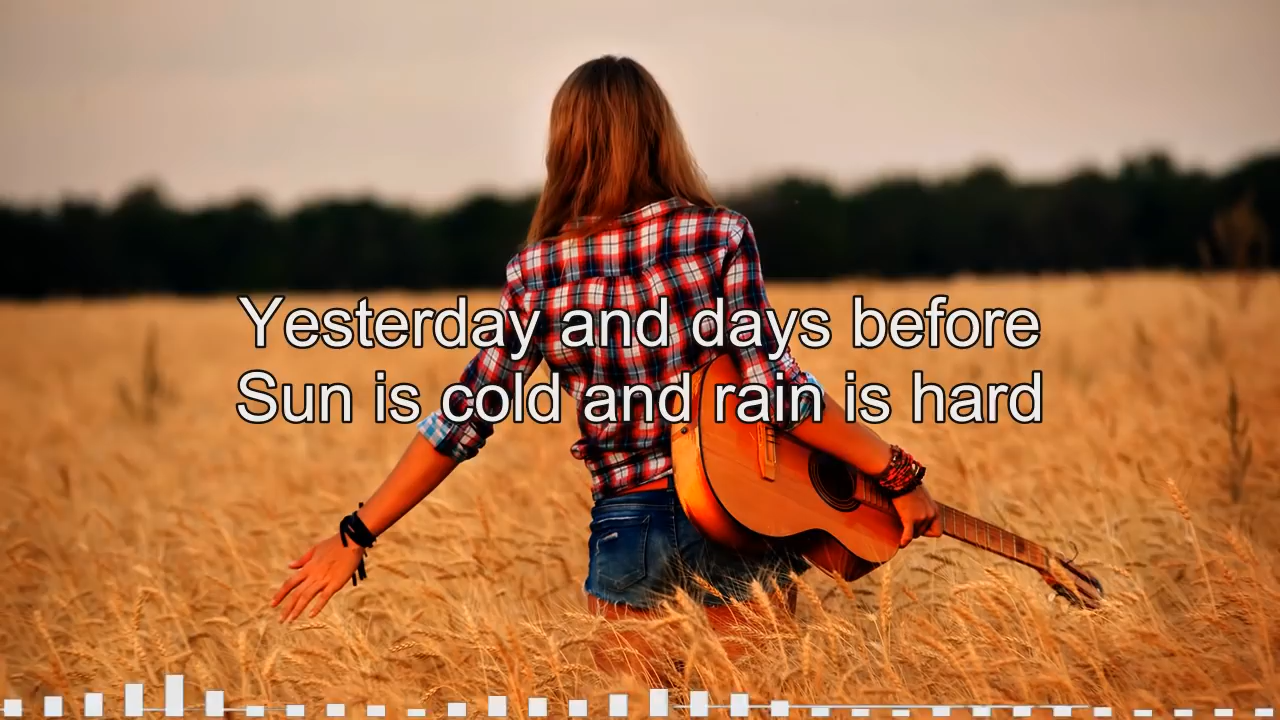 Yesterday and days before
Sun is cold and rain is hard